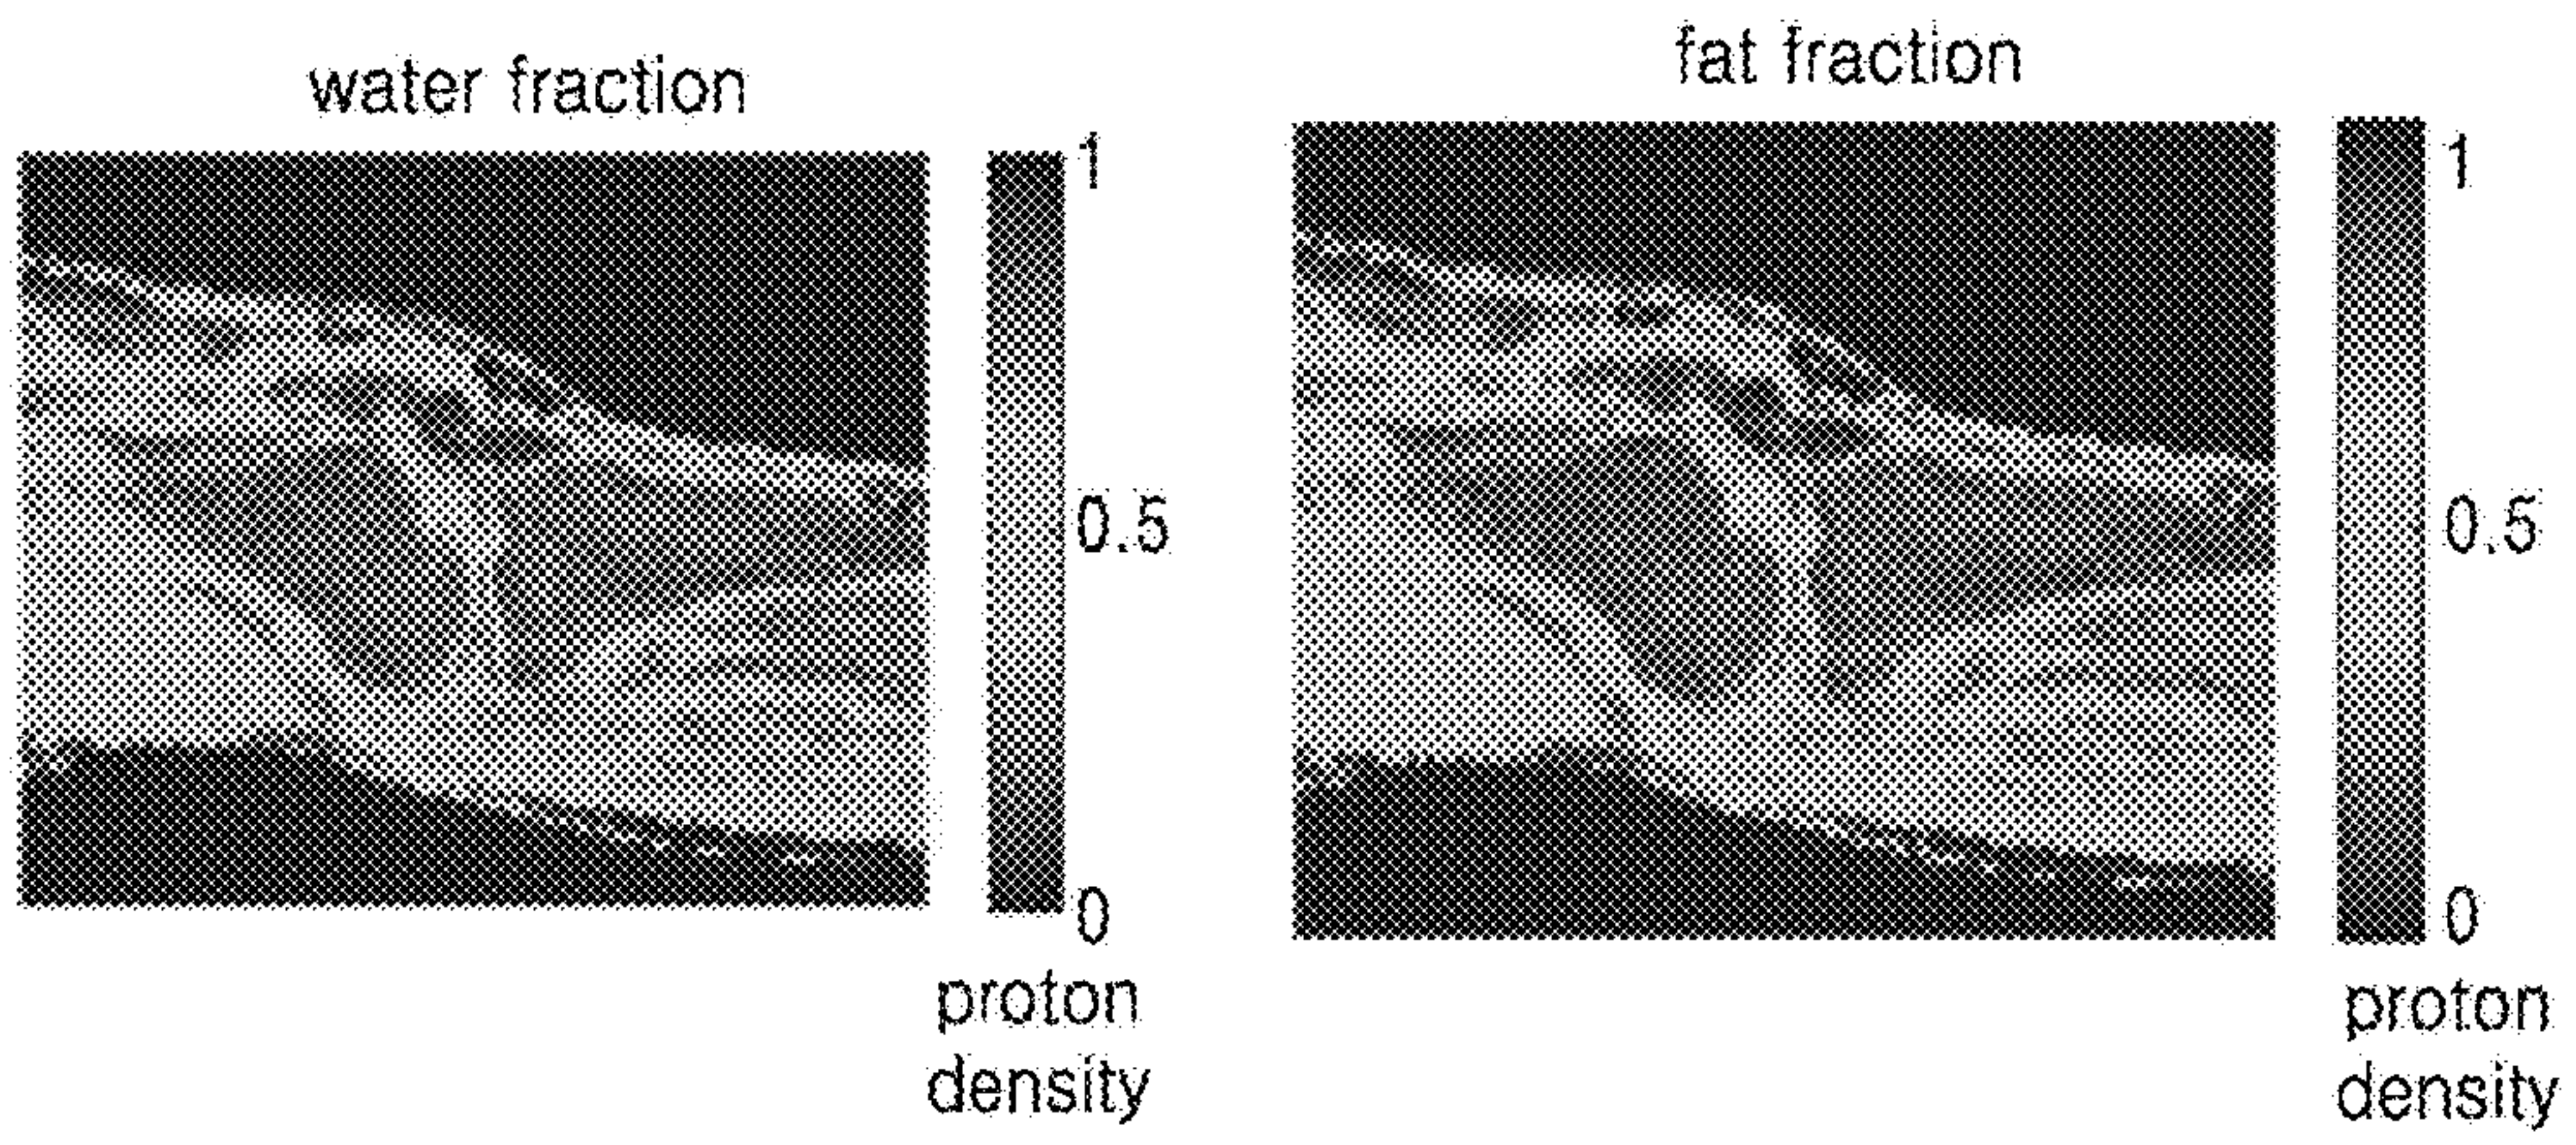 water fraction
1
0.5
0
proton
density
fat fraction
1
0.5
0
proton
density